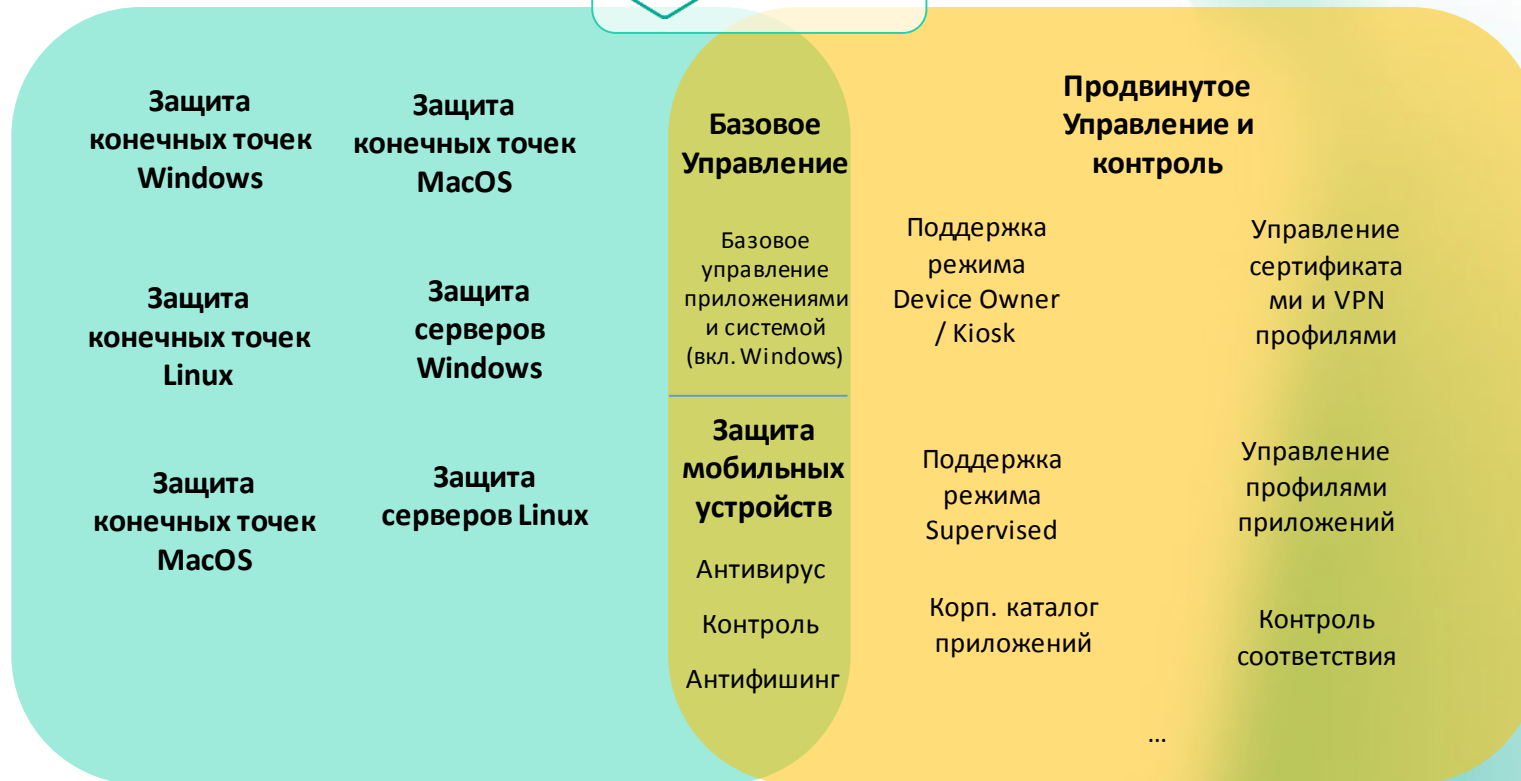 Защита
конечных точек
Windows
Защита
конечных точек
MacOS
Защита
конечных точек
Linux
Защита
серверов
Windows
Защита
конечных точек
MacOS
Защита
серверов Linux
Базовое
Управление
Базовое
управление
приложениями
и системой
(вкл. Windows)
Защита
мобильных
устройств
Антивирус
Контроль
Антифишинг
Продвинутое
Управление и
контроль
Поддержка
режима
Device Owner
/ Kiosk
Управление
сертификата
ми и VPN
профилями
Поддержка
режима
Supervised
Управление
профилями
приложений
Корп. каталог
приложений
Контроль
соответствия
...